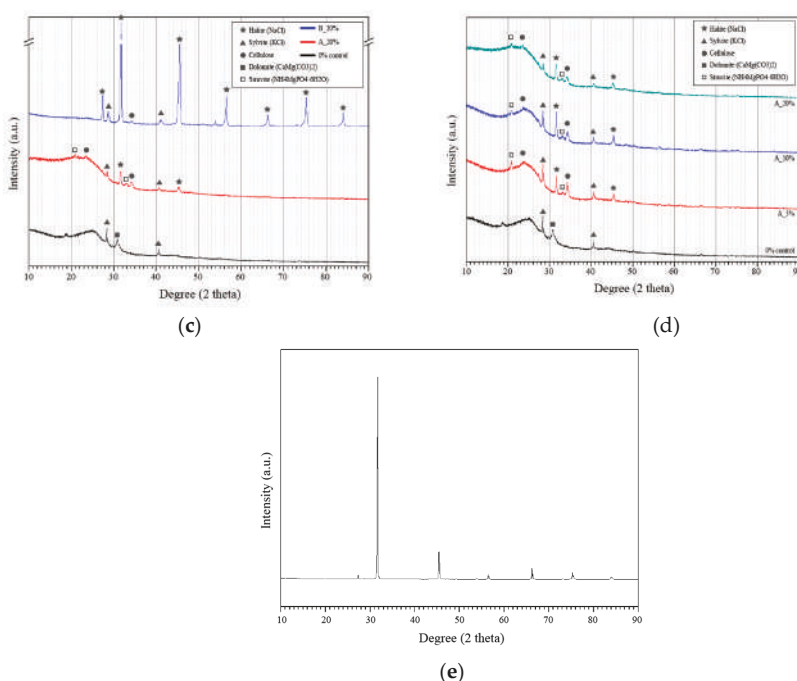 Halite (NaCl) B_30%
Sylvite (KCl) A_20%
Cellulose 0% control
Dolomite (CaMg(CO3)2
Struvite (NH4MgPO4·6H2O)
Intensity (a.u.)
10 20 30 40 50 60 70 80 90
Degree (2 theta)
(c)
Halite (NaCl)
Sylvite (KCl)
Cellulose
Dolomite (CaMg(CO3)2
Struvite (NH4MgPO4·6H2O)
A_20%
A_10%
A_5%
0% control
Intensity (a.u.)
10 20 30 40 50 60 70 80 90
Degree (2 theta)
(d)
Intensity (a.u.)
10 20 30 40 50 60 70 80 90
Degree (2 theta)
(e)